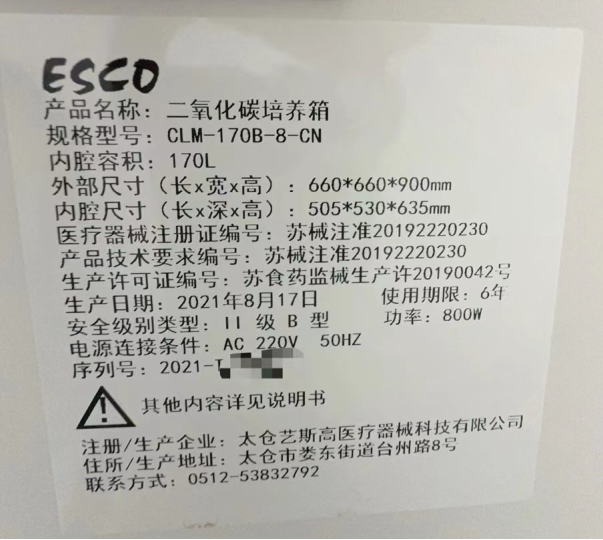 ESCO
产品名称: 二氧化碳培养箱
规格型号: CLM-170B-8-CN
内腔容积: 170L
外部尺寸（长x宽x高）: 660*660*900mm
内腔尺寸（长x深x高）: 505*530*635mm
医疗器械注册证编号: 苏械注准20192220230
产品技术要求编号: 苏械注准20192220230
生产许可证编号: 苏食药监械生产许20190042号
生产日期: 2021年8月17日 使用期限: 6年
安全级别类型: II 级 B 型 功率: 800W
电源连接条件: AC 220V 50HZ
序列号: 2021-
其他内容详见说明书
注册/生产企业: 太仓艺斯高医疗器械科技有限公司
住所/生产地址: 太仓市娄东街道台州路8号
联系方式: 0512-53832792